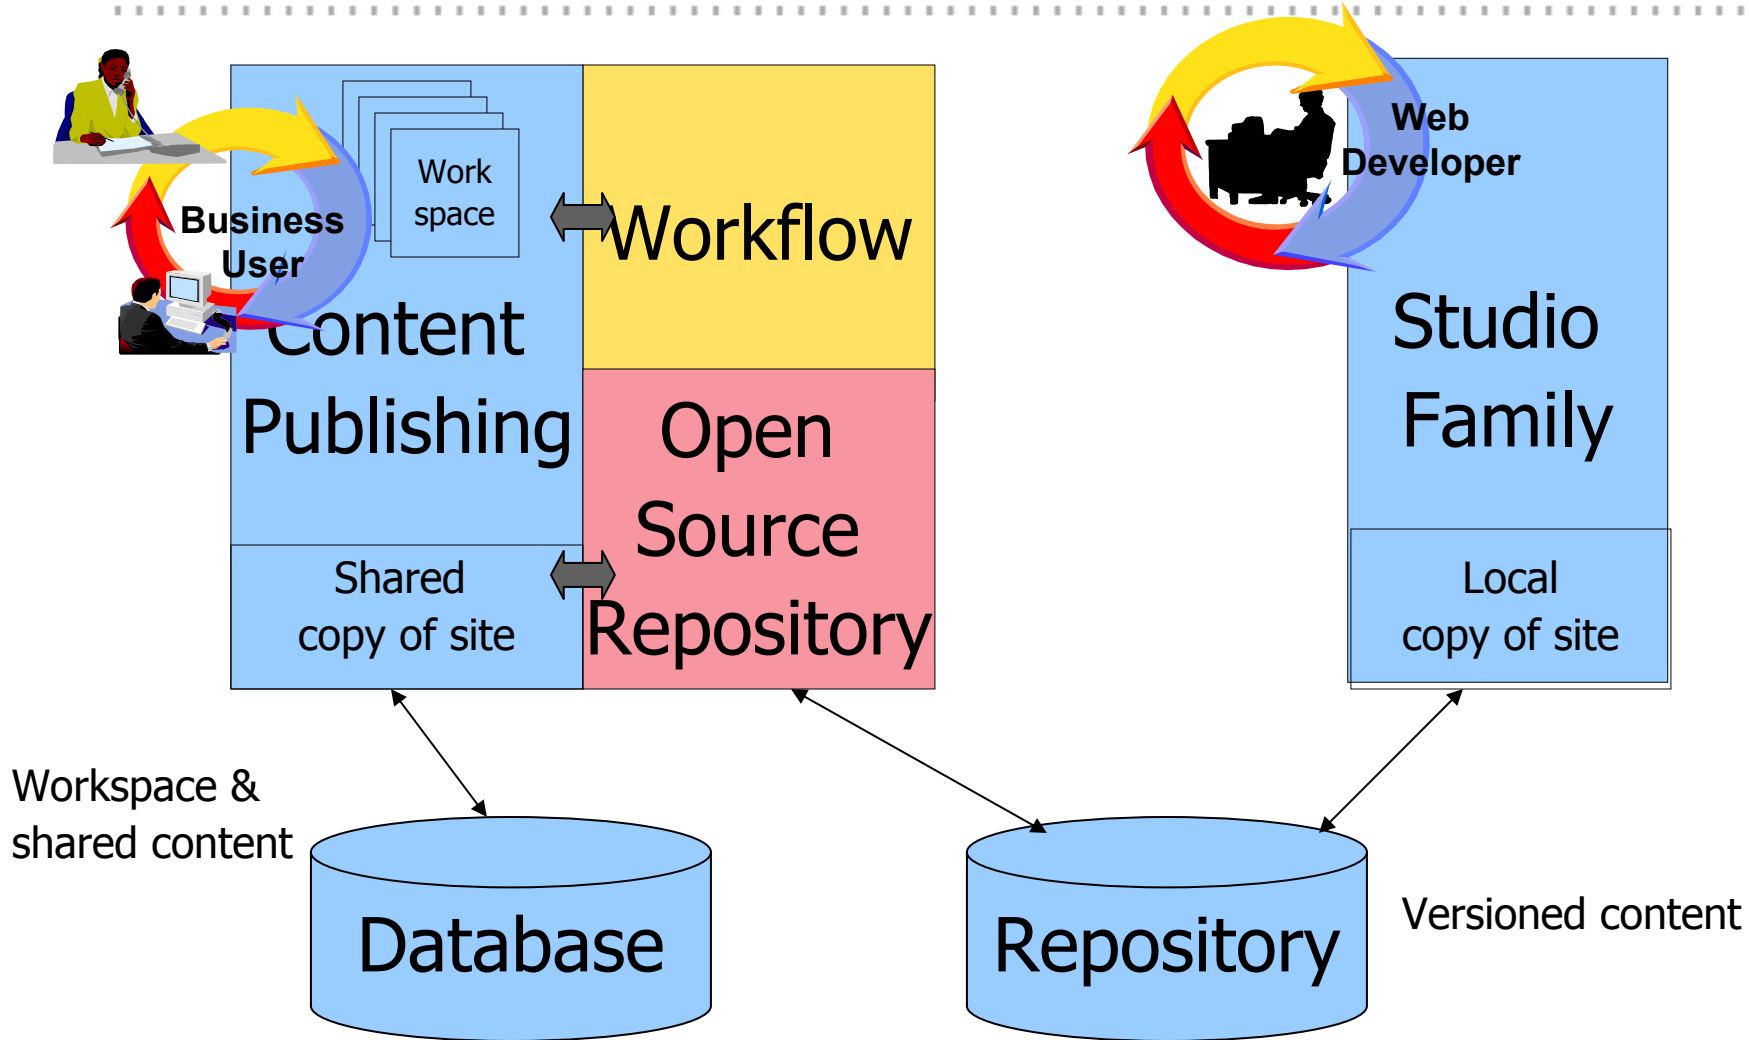 Work
space
Business
User
Content
Publishing
Workflow
Open
Source
Repository
Shared
copy of site
Web
Developer
Studio
Family
Local
copy of site
Workspace &
shared content
Database
Repository
Versioned content